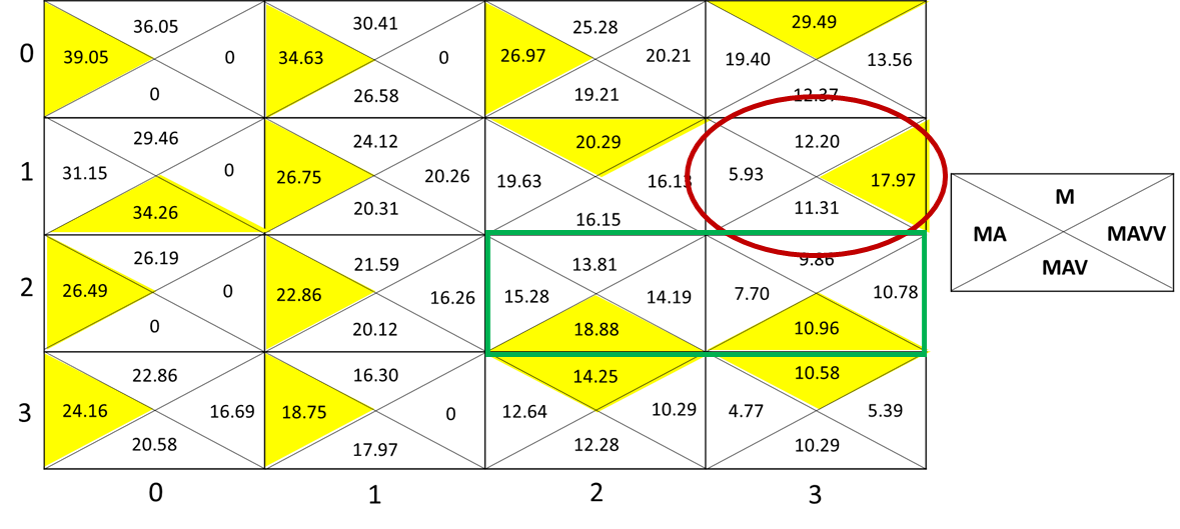 36.05 30.41 25.28 29.49
0 39.05 0 34.63 0 26.97 20.21 19.40 13.56
0 26.58 19.21 12.37
29.46 24.12 20.29 12.20
1 31.15 0 26.75 20.26 19.63 16.13 5.93 17.97
34.26 20.31 16.15 11.31
M
MA MAVV
MAV
26.19 21.59 13.81 9.86
2 26.49 0 22.86 16.26 15.28 14.19 7.70 10.78
0 20.12 18.88 10.96
22.86 16.30 14.25 10.58
3 24.16 16.69 18.75 0 12.64 10.29 4.77 5.39
20.58 17.97 12.28 10.29
0 1 2 3